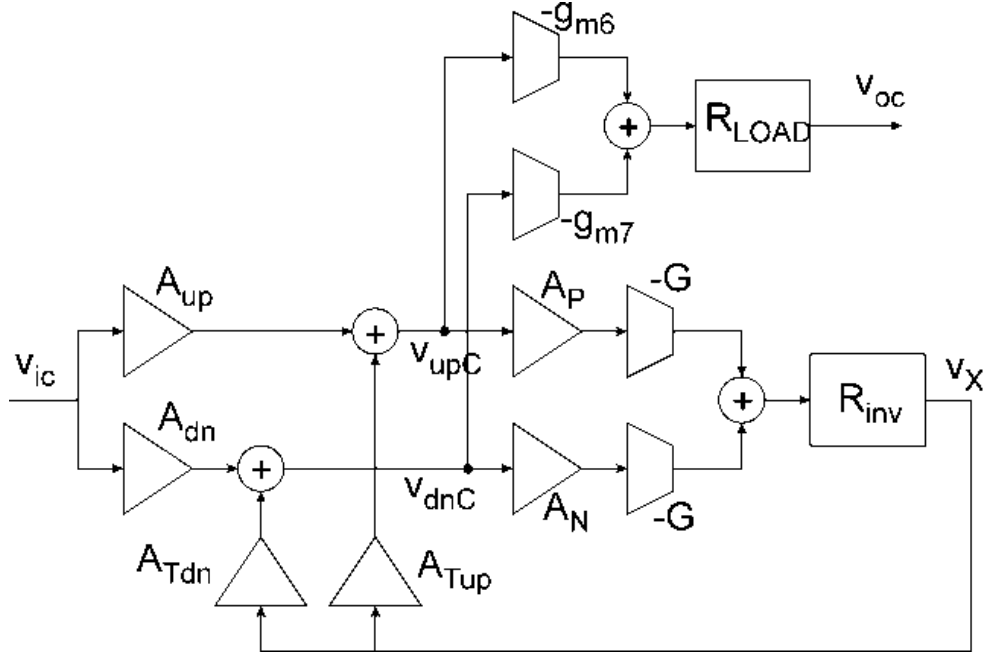 -gm6
voc
RLOAD
+
-gm7
Aup
AP
-G
+
vic
vupC
vX
Rinv
+
Adn
+
vdnC
AN
-G
ATdn
ATup